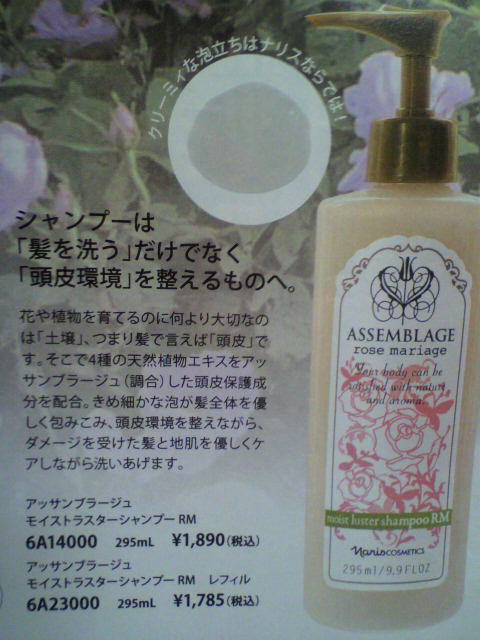 クリーミィな泡立ちはナリスならでは!
シャンプーは
「髪を洗う」だけでなく
「頭皮環境」を整えるものへ。
花や植物を育てるのに何より大切なの
は「土壌」、つまり髪で言えば「頭皮」で
す。そこで4種の天然植物エキスをアッ
サンブラージュ(調合)した頭皮保護成
分を配合。きめ細かな泡が髪全体を優
しく包みこみ、頭皮環境を整えながら、
ダメージを受けた髪と地肌を優しくケ
アしながら洗いあげます。
アッサンブラージュ
モイストラスターシャンプー RM
6A14000 295mL ¥1,890(税込)
アッサンブラージュ
モイストラスターシャンプー RM レフィル
6A23000 295mL ¥1,785(税込)
ASSEMBLAGE
rose mariage
Your body can be
satisfied with nature
and aroma.
moist luster shampoo RM
Naris COSMETICS
295ml/9.9FLOZ